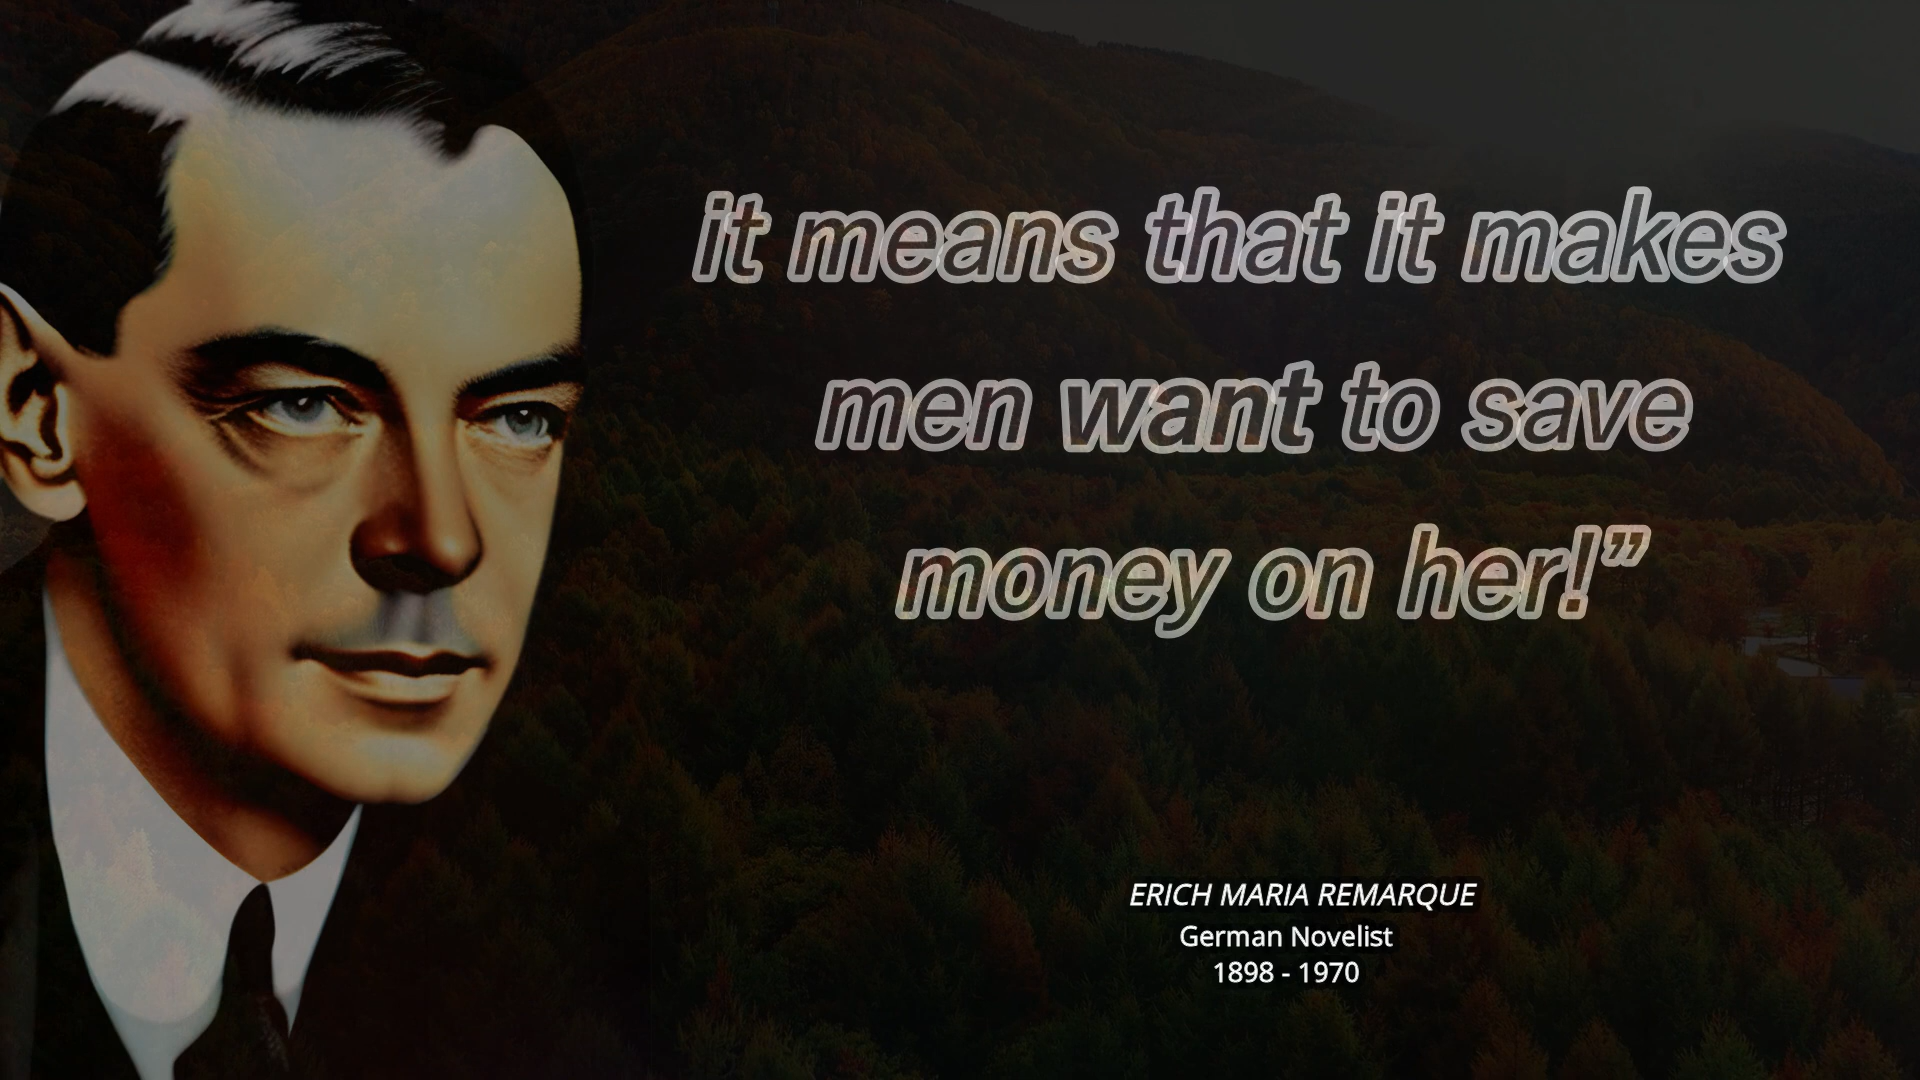 it means that it makes
men want to save
money on her!”
ERICH MARIA REMARQUE
German Novelist
1898 - 1970